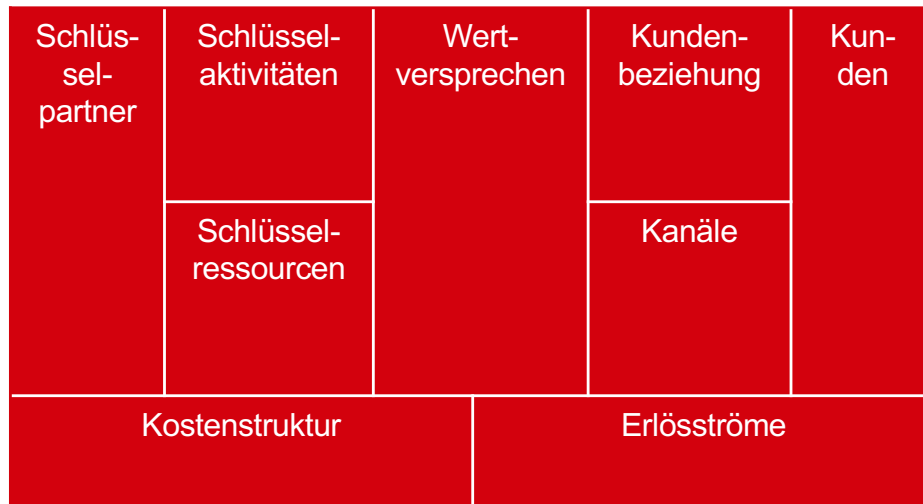 Schlüs-
sel-
partner
Schlüssel-
aktivitäten
Schlüssel-
ressourcen
Wert-
versprechen
Kunden-
beziehung
Kanäle
Kun-
den
Kostenstruktur
Erlösströme